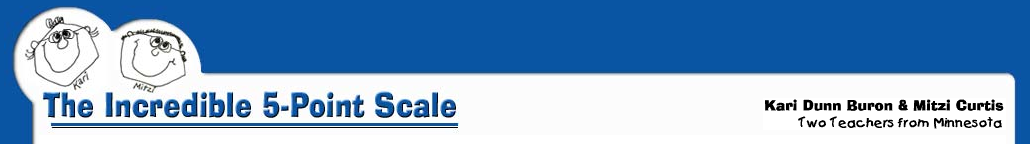 Kari
Mitzi
The Incredible 5-Point Scale
Kari Dunn Buron & Mitzi Curtis
Two Teachers from Minnesota